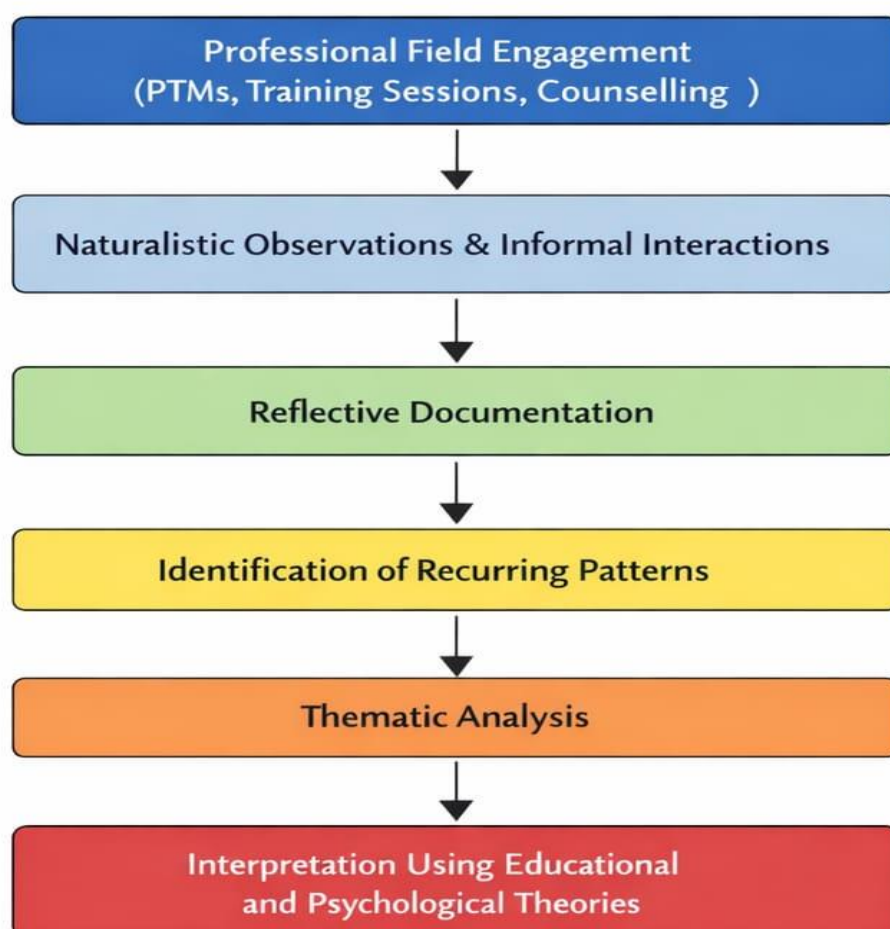 Professional Field Engagement
(PTMs, Training Sessions, Counselling  )
Naturalistic Observations & Informal Interactions
Reflective Documentation
Identification of Recurring Patterns
Thematic Analysis
Interpretation Using Educational
and Psychological Theories